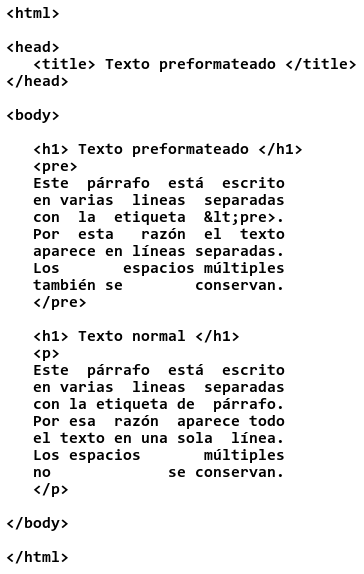 <html>

<head>
   <title> Texto preformateado </title>
</head>

<body>

   <h1> Texto preformateado </h1>
   <pre>
   Este  párrafo  está  escrito
   en varias  lineas  separadas
   con  la  etiqueta  &lt;pre>.
   Por  esta   razón  el  texto
   aparece en líneas separadas.
   Los       espacios múltiples
   también se        conservan.
   </pre>

   <h1> Texto normal </h1>
   <p>
   Este  párrafo  está  escrito
   en varias  lineas  separadas
   con la etiqueta de  párrafo.
   Por esa  razón  aparece todo
   el texto en una sola  línea.
   Los espacios       múltiples
   no             se conservan.
   </p>

</body>

</html>